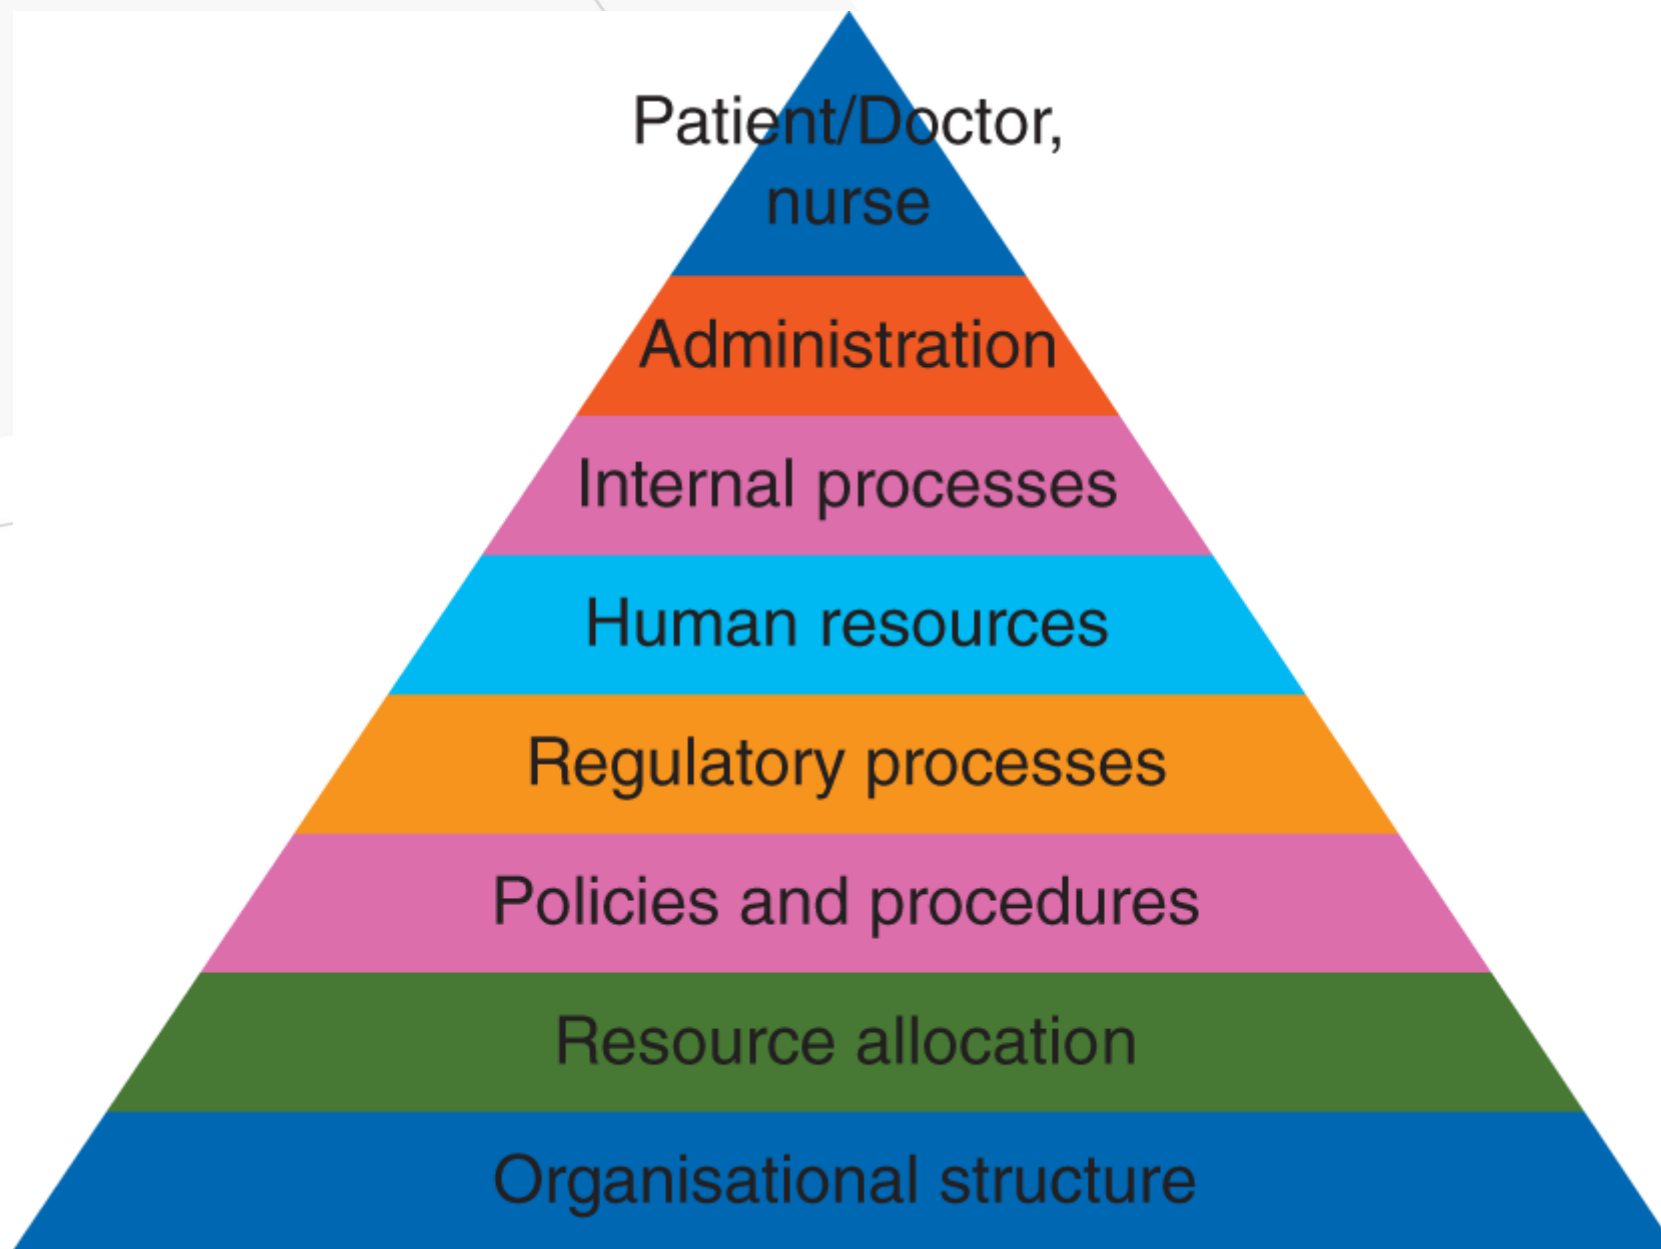 Patient/Doctor,
nurse
Administration
Internal processes
Human resources
Regulatory processes
Policies and procedures
Resource allocation
Organisational structure